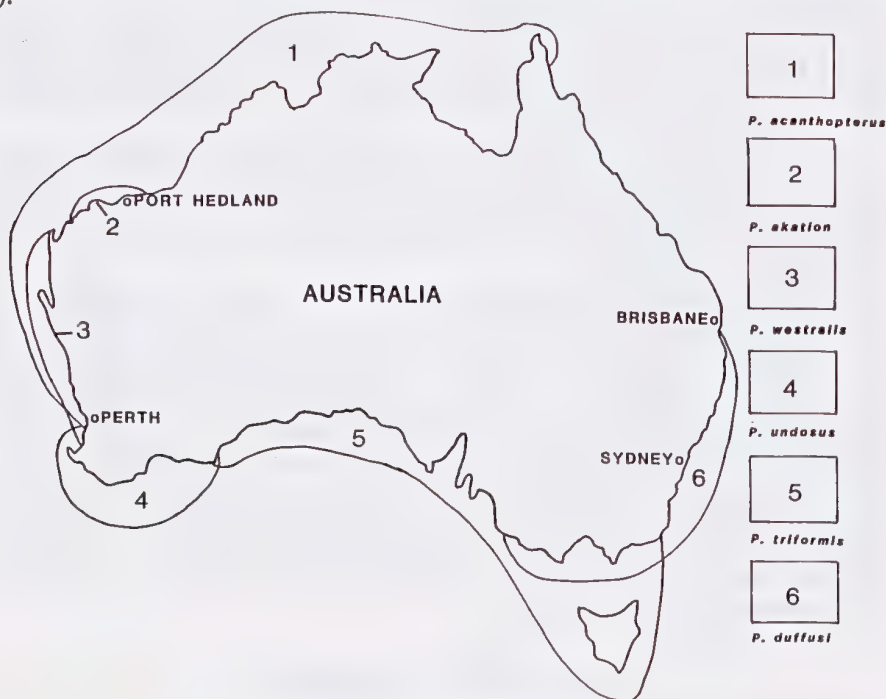 ).
1
1
P. acanthopterus
2
P. akation
PORT HEDLAND
2
3
P. westralis
AUSTRALIA
BRISBANE
3
4
P. undosus
PERTH
5
SYDNEY
6
4
5
P. triformis
6
P. duffusi